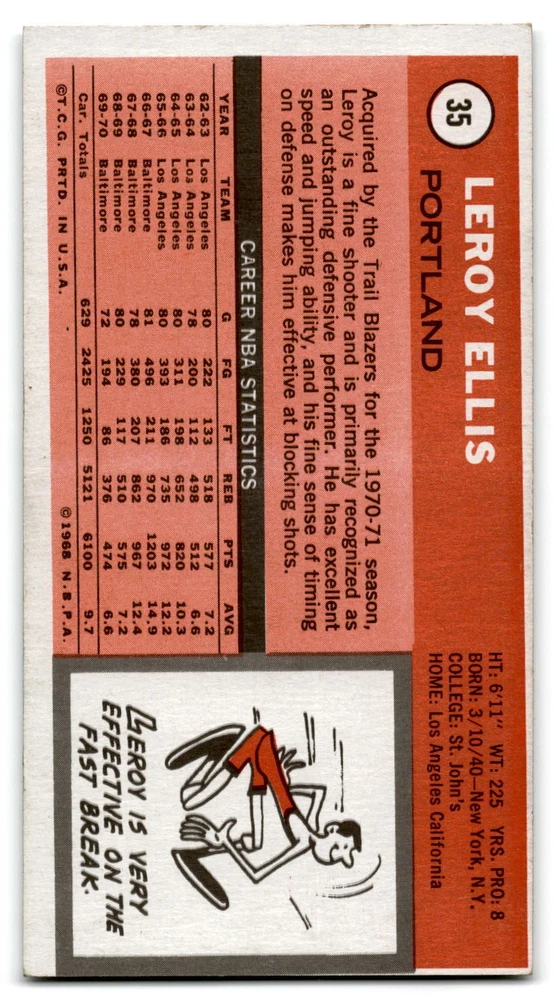 35
LEROY ELLIS
PORTLAND
HT: 6'11" WT: 225 YRS. PRO: 8
BORN: 3/10/40—New York, N.Y.
COLLEGE: St. John's
HOME: Los Angeles California
Acquired by the Trail Blazers for the 1970-71 season,
Leroy is a fine shooter and is primarily recognized as
an outstanding defensive performer. He has excellent
speed and jumping ability, and his fine sense of timing
on defense makes him effective at blocking shots.
CAREER NBA STATISTICS
YEAR TEAM G FG FT REB PTS AVG
62-63 Los Angeles 80 222 133 518 577 7.2
63-64 Los Angeles 78 200 112 498 512 6.6
64-65 Los Angeles 80 311 198 652 820 10.3
65-66 Los Angeles 80 393 186 735 972 12.2
66-67 Baltimore 81 496 211 970 1203 14.9
67-68 Baltimore 78 380 207 862 967 12.4
68-69 Baltimore 80 229 117 510 575 7.2
69-70 Baltimore 72 194 86 376 474 6.6
Car. Totals 629 2425 1250 5121 6100 9.7
©T.C.G. PRTD. IN U.S.A. ©1968 N.B.P.A.
LEROY IS VERY
EFFECTIVE ON THE
FAST BREAK.